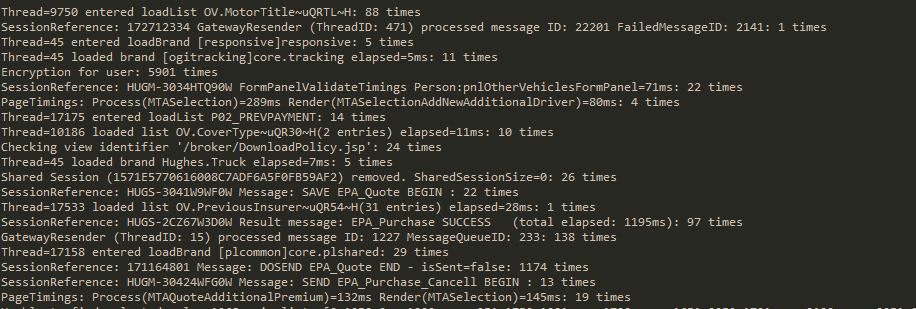 Thread=9750 entered loadList OV.MotorTitle~uQRTL~H: 88 times
SessionReference: 172712334 GatewayResender (ThreadID: 471) processed message ID: 22201 FailedMessageID: 2141: 1 times
Thread=45 entered loadBrand [responsive]responsive: 5 times
Thread=45 loaded brand [ogitracking]core.tracking elapsed=5ms: 11 times
Encryption for user: 5901 times
SessionReference: HUGM-3034HTQ90W FormPanelValidateTimings Person:pnlOtherVehiclesFormPanel=71ms: 22 times
PageTimings: Process(MTASelection)=289ms Render(MTASelectionAddNewAdditionalDriver)=80ms: 4 times
Thread=17175 entered loadList P02_PREVPAYMENT: 14 times
Thread=10186 loaded list OV.CoverType~uQR30~H(2 entries) elapsed=11ms: 10 times
Checking view identifier '/broker/DownloadPolicy.jsp': 24 times
Thread=45 loaded brand Hughes.Truck elapsed=7ms: 5 times
Shared Session (1571E5770616008C7ADF6A5F0FB59AF2) removed. SharedSessionSize=0: 26 times
SessionReference: HUGS-3041W9WF0W Message: SAVE EPA_Quote BEGIN : 22 times
Thread=17533 loaded list OV.PreviousInsurer~uQR54~H(31 entries) elapsed=28ms: 1 times
SessionReference: HUGS-2CZ67W3D0W Result message: EPA_Purchase SUCCESS   (total elapsed: 1195ms): 97 times
GatewayResender (ThreadID: 15) processed message ID: 1227 MessageQueueID: 233: 138 times
Thread=17158 entered loadBrand [plcommon]core.plshared: 29 times
SessionReference: 171164801 Message: DOSEND EPA_Quote END - isSent=false: 1174 times
SessionReference: HUGM-30424WFG0W Message: SEND EPA_Purchase_Cancell BEGIN : 13 times
PageTimings: Process(MTAQuoteAdditionalPremium)=132ms Render(MTASelection)=145ms: 19 times